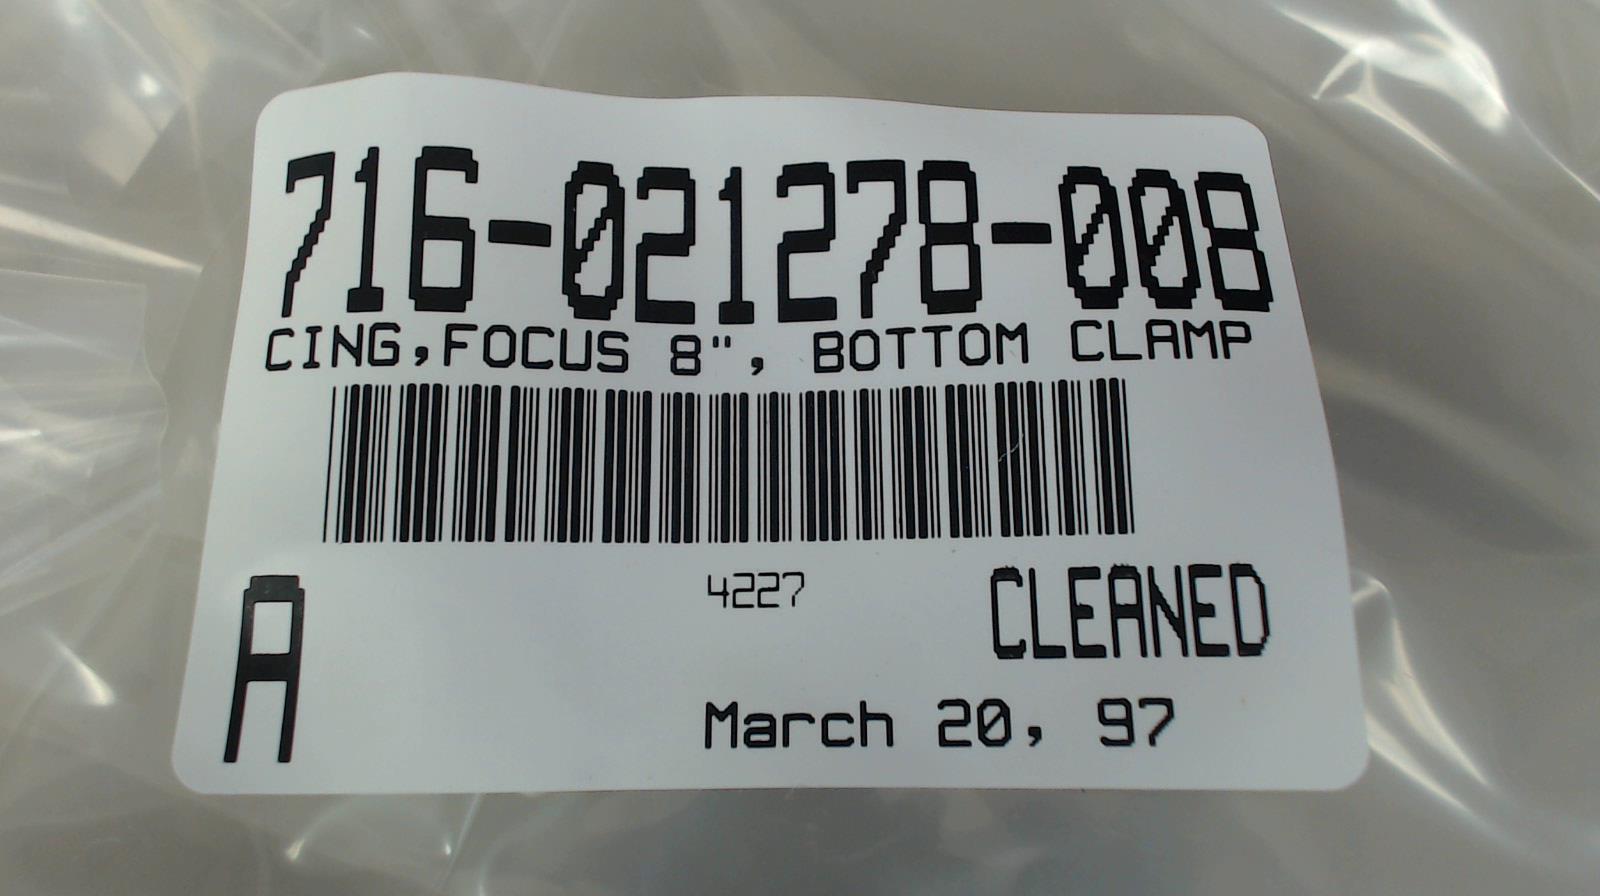 716-021278-008
CING,FOCUS 8", BOTTOM CLAMP
4227
A
CLEANED
March 20, 97